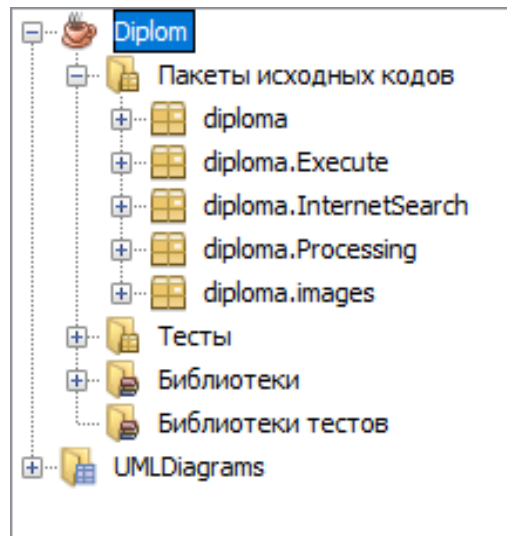 Diplom
Пакеты исходных кодов
diploma
diploma.Execute
diploma.InternetSearch
diploma.Processing
diploma.images
Тесты
Библиотеки
Библиотеки тестов
UMLDiagrams